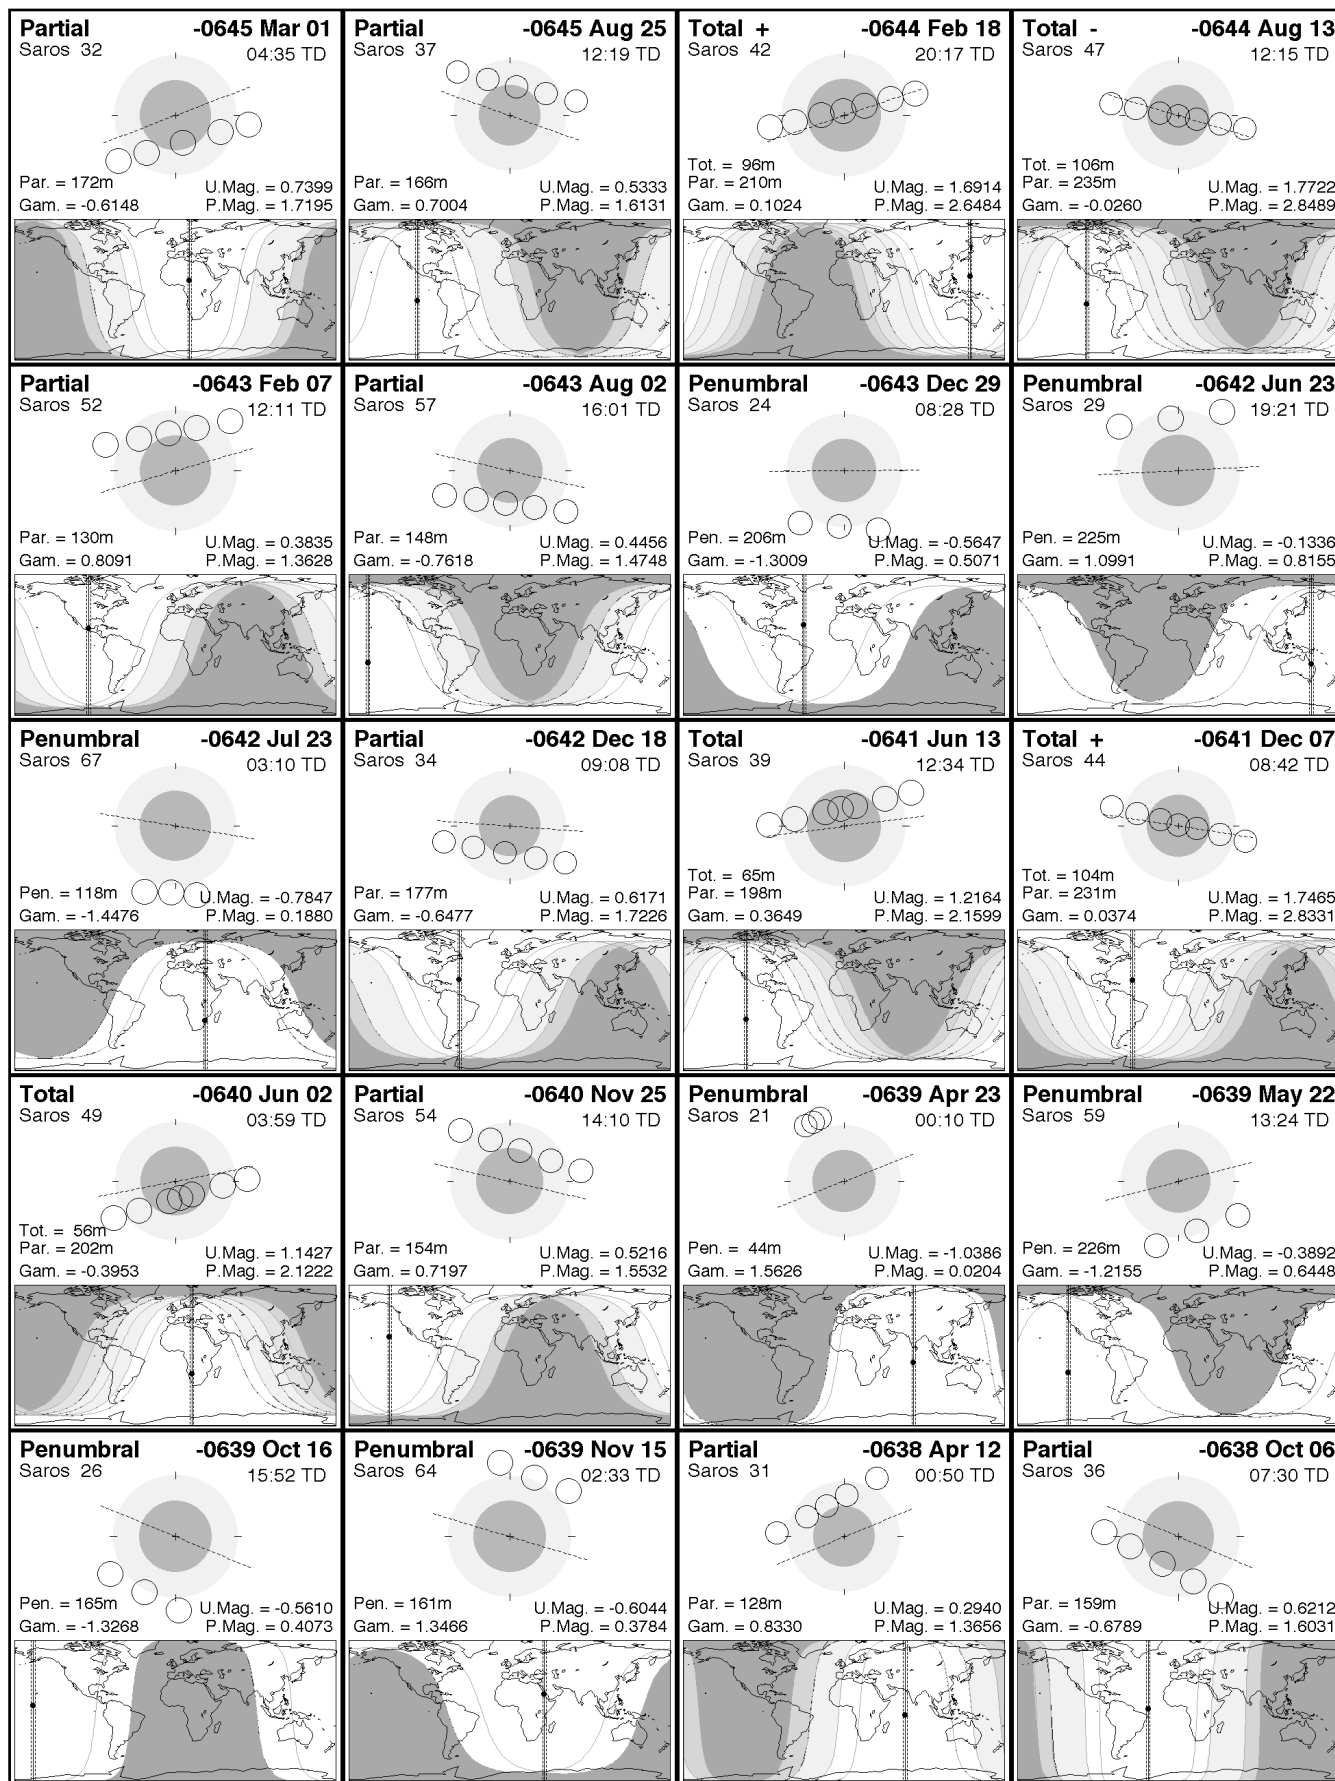 Partial -0645 Mar 01
Saros 32 04:35 TD
Par. = 172m U.Mag. = 0.7399
Gam. = -0.6148 P.Mag. = 1.7195
Partial -0645 Aug 25
Saros 37 12:19 TD
Par. = 166m U.Mag. = 0.5333
Gam. = 0.7004 P.Mag. = 1.6131
Total + -0644 Feb 18
Saros 42 20:17 TD
Tot. = 96m
Par. = 210m U.Mag. = 1.6914
Gam. = 0.1024 P.Mag. = 2.6484
Total - -0644 Aug 13
Saros 47 12:15 TD
Tot. = 106m
Par. = 235m U.Mag. = 1.7722
Gam. = -0.0260 P.Mag. = 2.8489
Partial -0643 Feb 07
Saros 52 12:11 TD
Par. = 130m U.Mag. = 0.3835
Gam. = 0.8091 P.Mag. = 1.3628
Partial -0643 Aug 02
Saros 57 16:01 TD
Par. = 148m U.Mag. = 0.4456
Gam. = -0.7618 P.Mag. = 1.4748
Penumbral -0643 Dec 29
Saros 24 08:28 TD
Pen. = 206m U.Mag. = -0.5647
Gam. = -1.3009 P.Mag. = 0.5071
Penumbral -0642 Jun 23
Saros 29 19:21 TD
Pen. = 225m U.Mag. = -0.1336
Gam. = 1.0991 P.Mag. = 0.8155
Penumbral -0642 Jul 23
Saros 67 03:10 TD
Pen. = 118m U.Mag. = -0.7847
Gam. = -1.4476 P.Mag. = 0.1880
Partial -0642 Dec 18
Saros 34 09:08 TD
Par. = 177m U.Mag. = 0.6171
Gam. = -0.6477 P.Mag. = 1.7226
Total -0641 Jun 13
Saros 39 12:34 TD
Tot. = 65m
Par. = 198m U.Mag. = 1.2164
Gam. = 0.3649 P.Mag. = 2.1599
Total + -0641 Dec 07
Saros 44 08:42 TD
Tot. = 104m
Par. = 231m U.Mag. = 1.7465
Gam. = 0.0374 P.Mag. = 2.8331
Total -0640 Jun 02
Saros 49 03:59 TD
Tot. = 56m
Par. = 202m U.Mag. = 1.1427
Gam. = -0.3953 P.Mag. = 2.1222
Partial -0640 Nov 25
Saros 54 14:10 TD
Par. = 154m U.Mag. = 0.5216
Gam. = 0.7197 P.Mag. = 1.5532
Penumbral -0639 Apr 23
Saros 21 00:10 TD
Pen. = 44m U.Mag. = -1.0386
Gam. = 1.5626 P.Mag. = 0.0204
Penumbral -0639 May 22
Saros 59 13:24 TD
Pen. = 226m U.Mag. = -0.3892
Gam. = -1.2155 P.Mag. = 0.6448
Penumbral -0639 Oct 16
Saros 26 15:52 TD
Pen. = 165m U.Mag. = -0.5610
Gam. = -1.3268 P.Mag. = 0.4073
Penumbral -0639 Nov 15
Saros 64 02:33 TD
Pen. = 161m U.Mag. = -0.6044
Gam. = 1.3466 P.Mag. = 0.3784
Partial -0638 Apr 12
Saros 31 00:50 TD
Par. = 128m U.Mag. = 0.2940
Gam. = 0.8330 P.Mag. = 1.3656
Partial -0638 Oct 06
Saros 36 07:30 TD
Par. = 159m U.Mag. = 0.6212
Gam. = -0.6789 P.Mag. = 1.6031